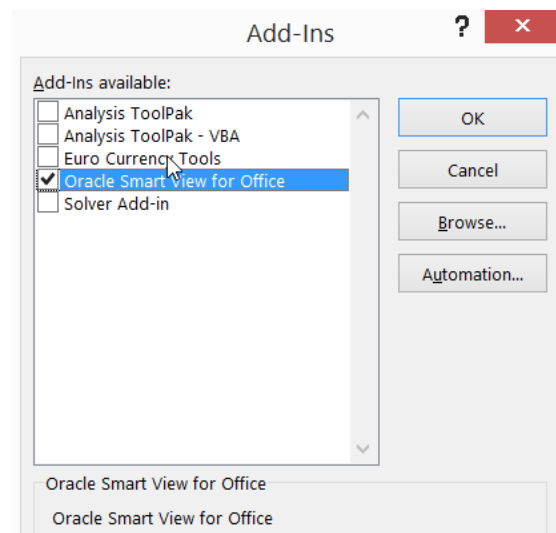 Add-Ins
?
×
Add-Ins available:
Analysis ToolPak
Analysis ToolPak - VBA
Euro Currency Tools
Oracle Smart View for Office
Solver Add-in
OK
Cancel
Browse...
Automation...
Oracle Smart View for Office
Oracle Smart View for Office